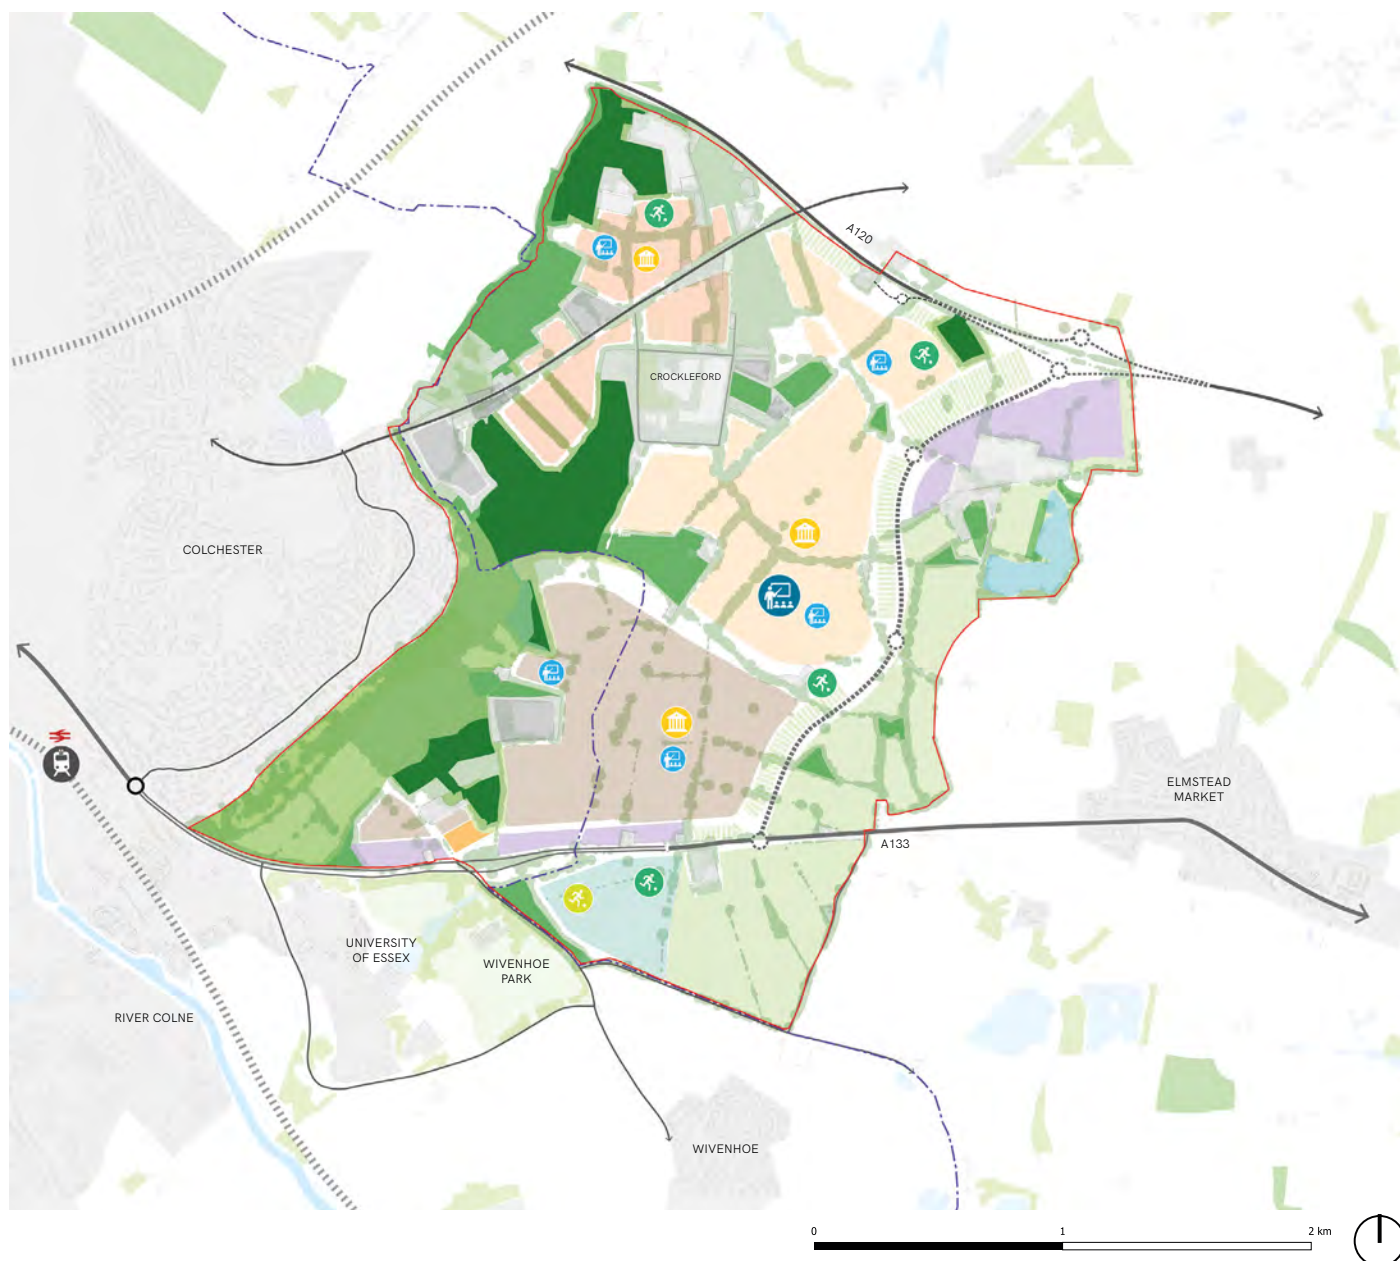 A120
CROCKLEFORD
COLCHESTER
ELMSTEAD
MARKET
A133
UNIVERSITY
OF ESSEX
WIVENHOE
PARK
RIVER COLNE
WIVENHOE
0 1 2 km